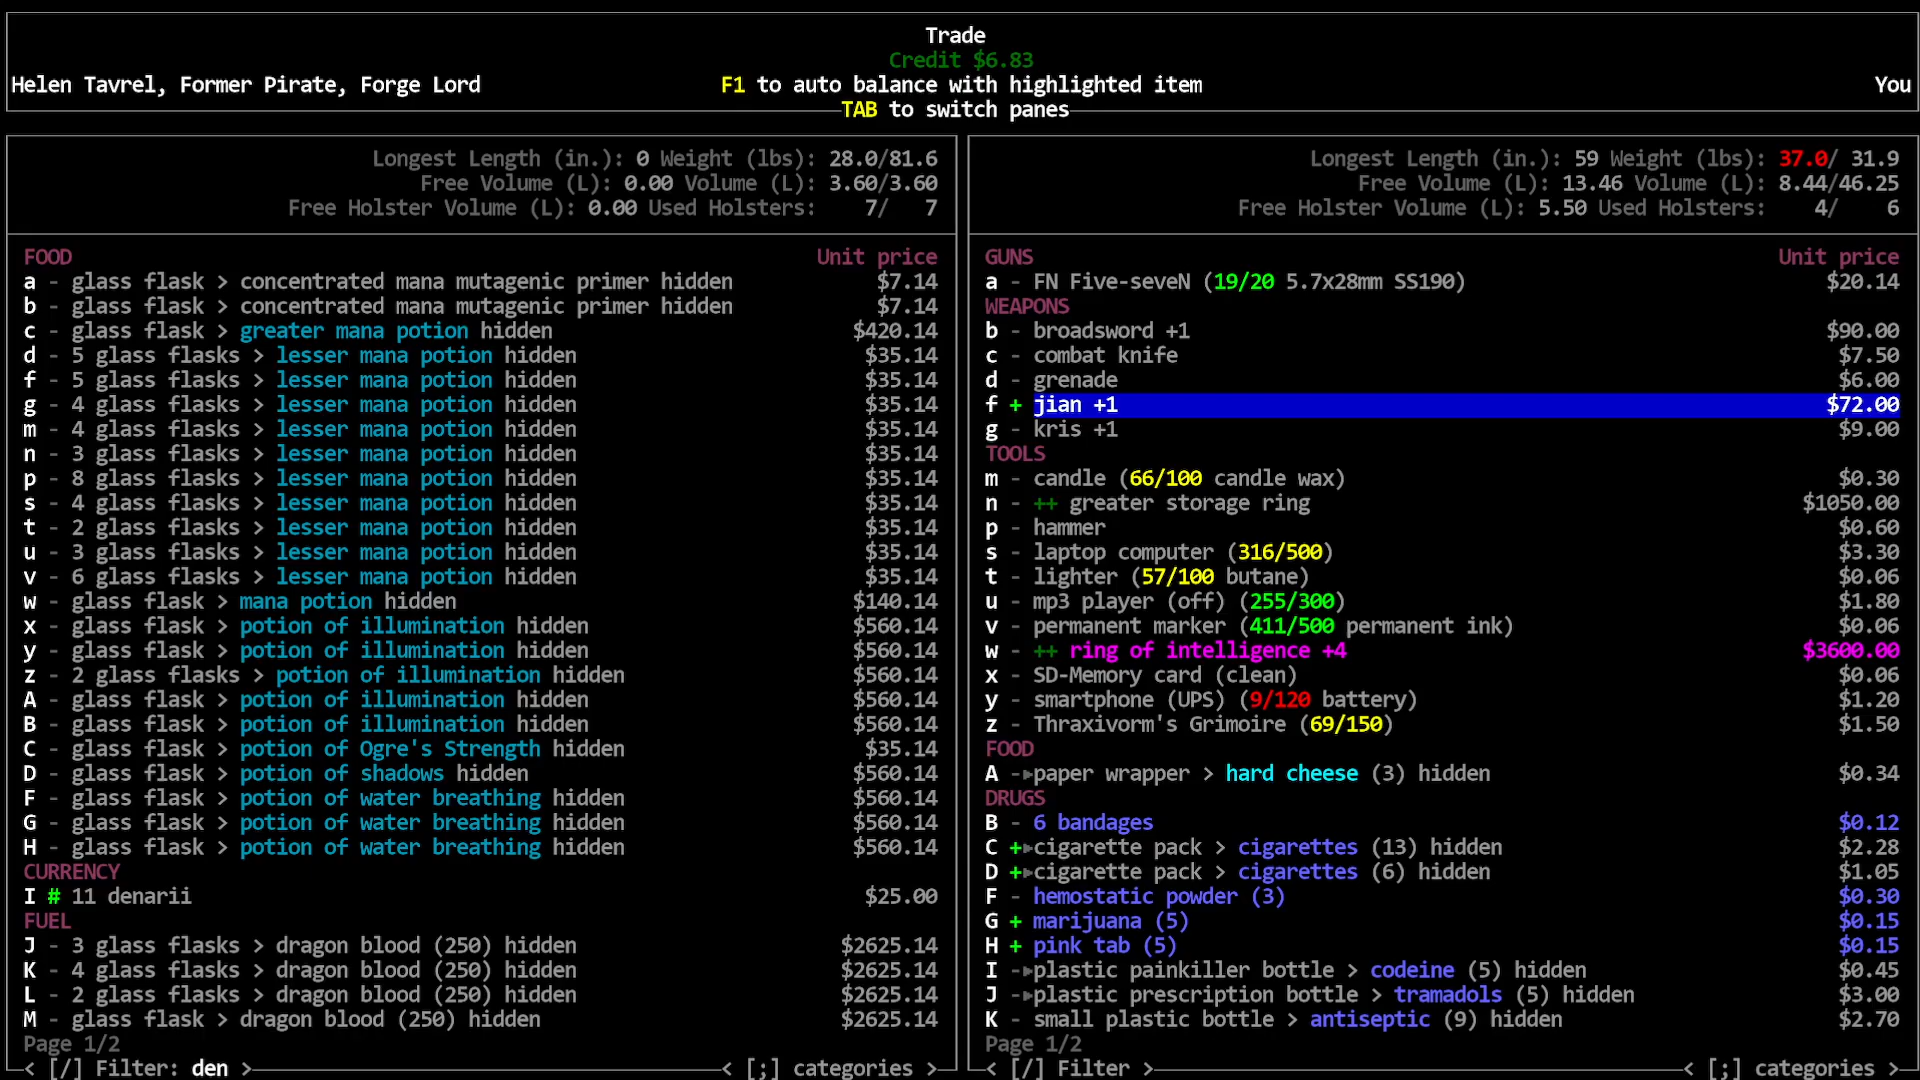 Trade
Credit $6.83
Helen Tavrel, Former Pirate, Forge Lord F1 to auto balance with highlighted item You
TAB to switch panes
Longest Length (in.): 0 Weight (lbs): 28.0/81.6
Free Volume (L): 0.00 Volume (L): 3.60/3.60
Free Holster Volume (L): 0.00 Used Holsters: 7/ 7
FOOD Unit price
a - glass flask > concentrated mana mutagenic primer hidden $7.14
b - glass flask > concentrated mana mutagenic primer hidden $7.14
c - glass flask > greater mana potion hidden $420.14
d - 5 glass flasks > lesser mana potion hidden $35.14
f - 5 glass flasks > lesser mana potion hidden $35.14
g - 4 glass flasks > lesser mana potion hidden $35.14
m - 4 glass flasks > lesser mana potion hidden $35.14
n - 3 glass flasks > lesser mana potion hidden $35.14
p - 8 glass flasks > lesser mana potion hidden $35.14
s - 4 glass flasks > lesser mana potion hidden $35.14
t - 2 glass flasks > lesser mana potion hidden $35.14
u - 3 glass flasks > lesser mana potion hidden $35.14
v - 6 glass flasks > lesser mana potion hidden $35.14
w - glass flask > mana potion hidden $140.14
x - glass flask > potion of illumination hidden $560.14
y - glass flask > potion of illumination hidden $560.14
z - 2 glass flasks > potion of illumination hidden $560.14
A - glass flask > potion of illumination hidden $560.14
B - glass flask > potion of illumination hidden $560.14
C - glass flask > potion of Ogre's Strength hidden $35.14
D - glass flask > potion of shadows hidden $560.14
F - glass flask > potion of water breathing hidden $560.14
G - glass flask > potion of water breathing hidden $560.14
H - glass flask > potion of water breathing hidden $560.14
CURRENCY
I # 11 denarii $25.00
FUEL
J - 3 glass flasks > dragon blood (250) hidden $2625.14
K - 4 glass flasks > dragon blood (250) hidden $2625.14
L - 2 glass flasks > dragon blood (250) hidden $2625.14
M - glass flask > dragon blood (250) hidden $2625.14
Page 1/2
< [/] Filter: den > < [;] categories >
Longest Length (in.): 59 Weight (lbs): 37.0/ 31.9
Free Volume (L): 13.46 Volume (L): 8.44/46.25
Free Holster Volume (L): 5.50 Used Holsters: 4/ 6
GUNS Unit price
a - FN Five-seveN (19/20 5.7x28mm SS190) $20.14
WEAPONS
b - broadsword +1 $90.00
c - combat knife $7.50
d - grenade $6.00
f + jian +1 $72.00
g - kris +1 $9.00
TOOLS
m - candle (66/100 candle wax) $0.30
n - ++ greater storage ring $1050.00
p - hammer $0.60
s - laptop computer (316/500) $3.30
t - lighter (57/100 butane) $0.06
u - mp3 player (off) (255/300) $1.80
v - permanent marker (411/500 permanent ink) $0.06
w - ++ ring of intelligence +4 $3600.00
x - SD-Memory card (clean) $0.06
y - smartphone (UPS) (9/120 battery) $1.20
z - Thraxivorm's Grimoire (69/150) $1.50
FOOD
A -▸paper wrapper > hard cheese (3) hidden $0.34
DRUGS
B - 6 bandages $0.12
C +▸cigarette pack > cigarettes (13) hidden $2.28
D +▸cigarette pack > cigarettes (6) hidden $1.05
F - hemostatic powder (3) $0.30
G + marijuana (5) $0.15
H + pink tab (5) $0.15
I -▸plastic painkiller bottle > codeine (5) hidden $0.45
J -▸plastic prescription bottle > tramadols (5) hidden $3.00
K - small plastic bottle > antiseptic (9) hidden $2.70
Page 1/2
< [/] Filter > < [;] categories >